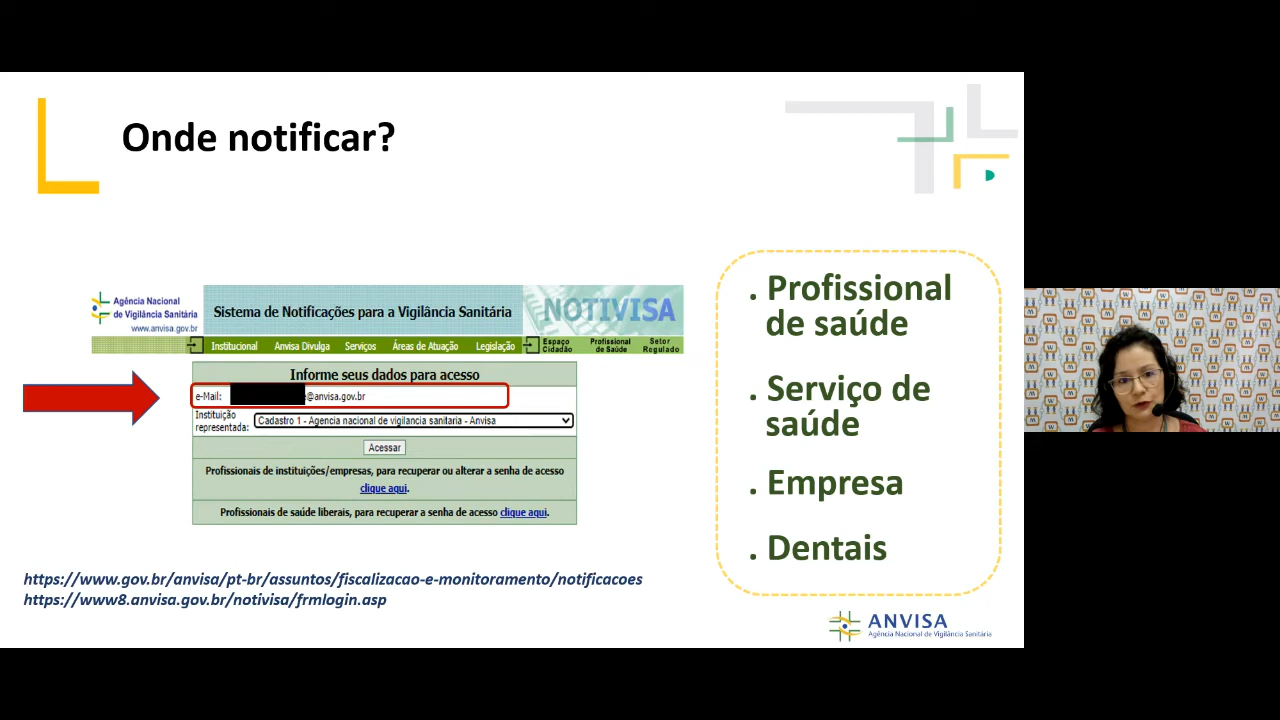 Onde notificar?
Agência Nacional
de Vigilância Sanitária
www.anvisa.gov.br
Sistema de Notificações para a Vigilância Sanitária
NOTIVISA
Institucional Anvisa Divulga Serviços Áreas de Atuação Legislação
Espaço Cidadão
Profissional de Saúde
Setor Regulado
Informe seus dados para acesso
e-Mail: @anvisa.gov.br
Instituição representada: Cadastro 1 - Agencia nacional de vigilancia sanitaria - Anvisa
Acessar
Profissionais de instituições/empresas, para recuperar ou alterar a senha de acesso
clique aqui.
Profissionais de saúde liberais, para recuperar a senha de acesso clique aqui.
https://www.gov.br/anvisa/pt-br/assuntos/fiscalizacao-e-monitoramento/notificacoes
https://www8.anvisa.gov.br/notivisa/frmlogin.asp
. Profissional
de saúde
. Serviço de
saúde
. Empresa
. Dentais
ANVISA
Agência Nacional de Vigilância Sanitária